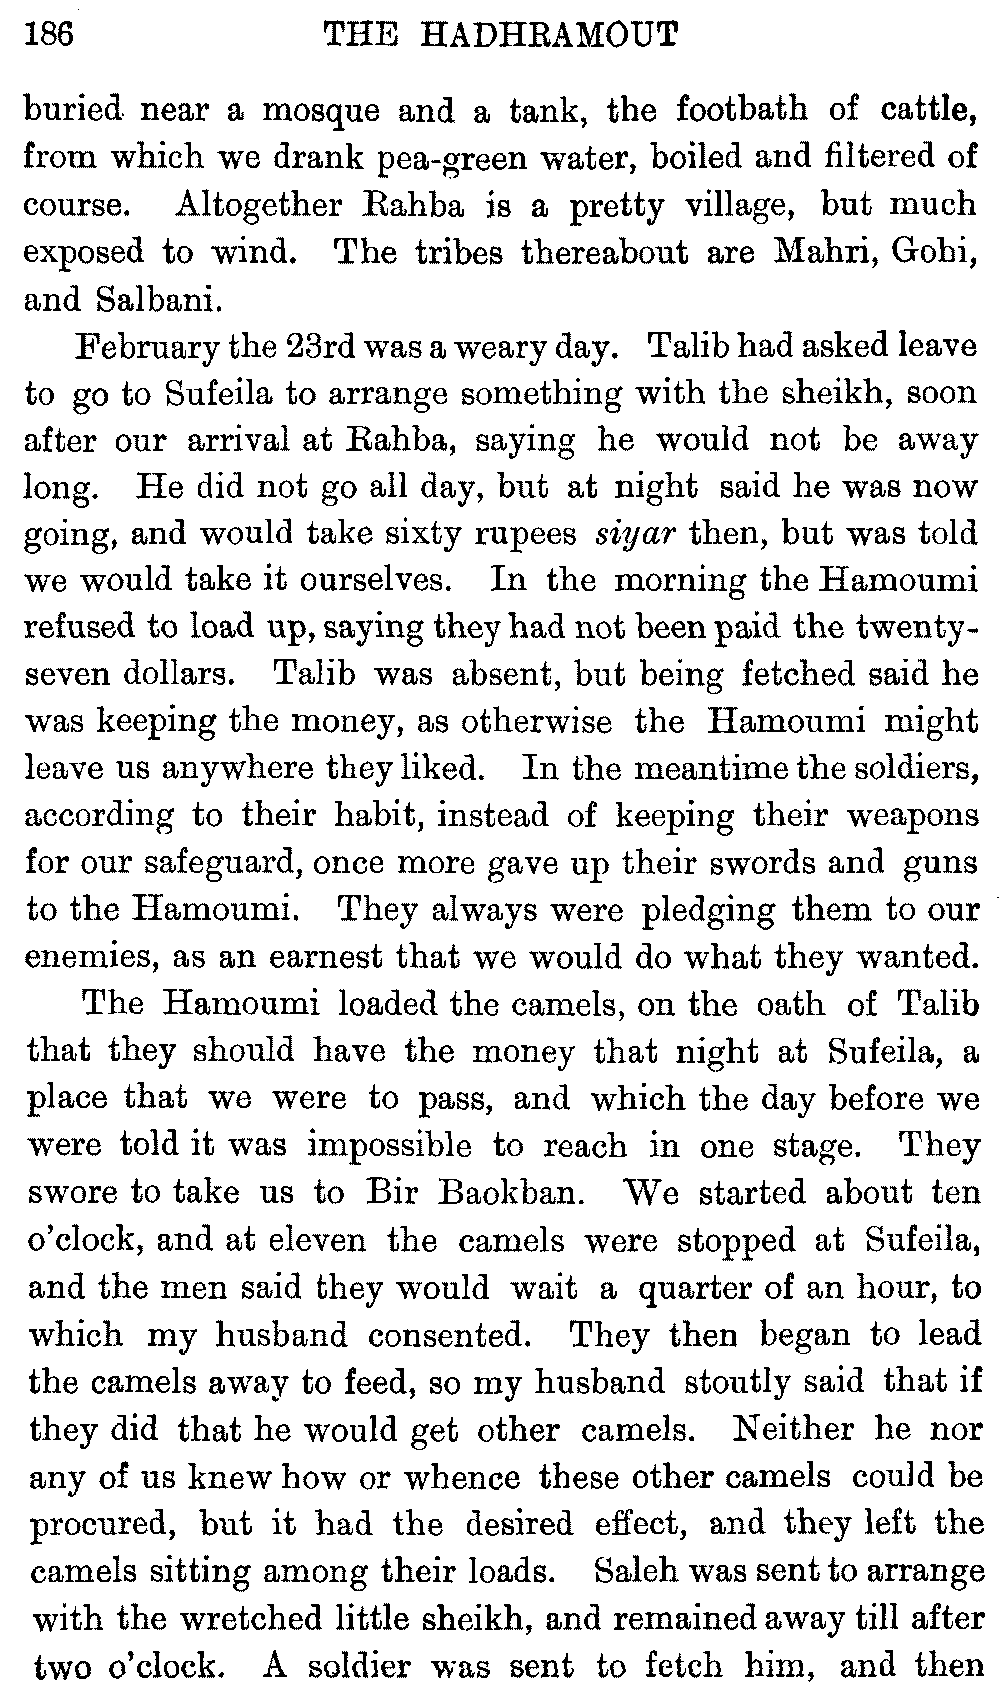 186 THE HADHRAMOUT
buried near a mosque and a tank, the footbath of cattle,
from which we drank pea-green water, boiled and filtered of
course. Altogether Rahba is a pretty village, but much
exposed to wind. The tribes thereabout are Mahri, Gohi,
and Salbani.
February the 23rd was a weary day. Talib had asked leave
to go to Sufeila to arrange something with the sheikh, soon
after our arrival at Rahba, saying he would not be away
long. He did not go all day, but at night said he was now
going, and would take sixty rupees siyar then, but was told
we would take it ourselves. In the morning the Hamoumi
refused to load up, saying they had not been paid the twenty-
seven dollars. Talib was absent, but being fetched said he
was keeping the money, as otherwise the Hamoumi might
leave us anywhere they liked. In the meantime the soldiers,
according to their habit, instead of keeping their weapons
for our safeguard, once more gave up their swords and guns
to the Hamoumi. They always were pledging them to our
enemies, as an earnest that we would do what they wanted.
The Hamoumi loaded the camels, on the oath of Talib
that they should have the money that night at Sufeila, a
place that we were to pass, and which the day before we
were told it was impossible to reach in one stage. They
swore to take us to Bir Baokban. We started about ten
o'clock, and at eleven the camels were stopped at Sufeila,
and the men said they would wait a quarter of an hour, to
which my husband consented. They then began to lead
the camels away to feed, so my husband stoutly said that if
they did that he would get other camels. Neither he nor
any of us knew how or whence these other camels could be
procured, but it had the desired effect, and they left the
camels sitting among their loads. Saleh was sent to arrange
with the wretched little sheikh, and remained away till after
two o'clock. A soldier was sent to fetch him, and then